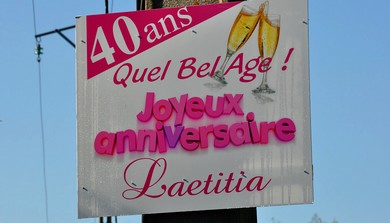 40 ans
Quel Bel Age !
Joyeux
anniversaire
Laetitia